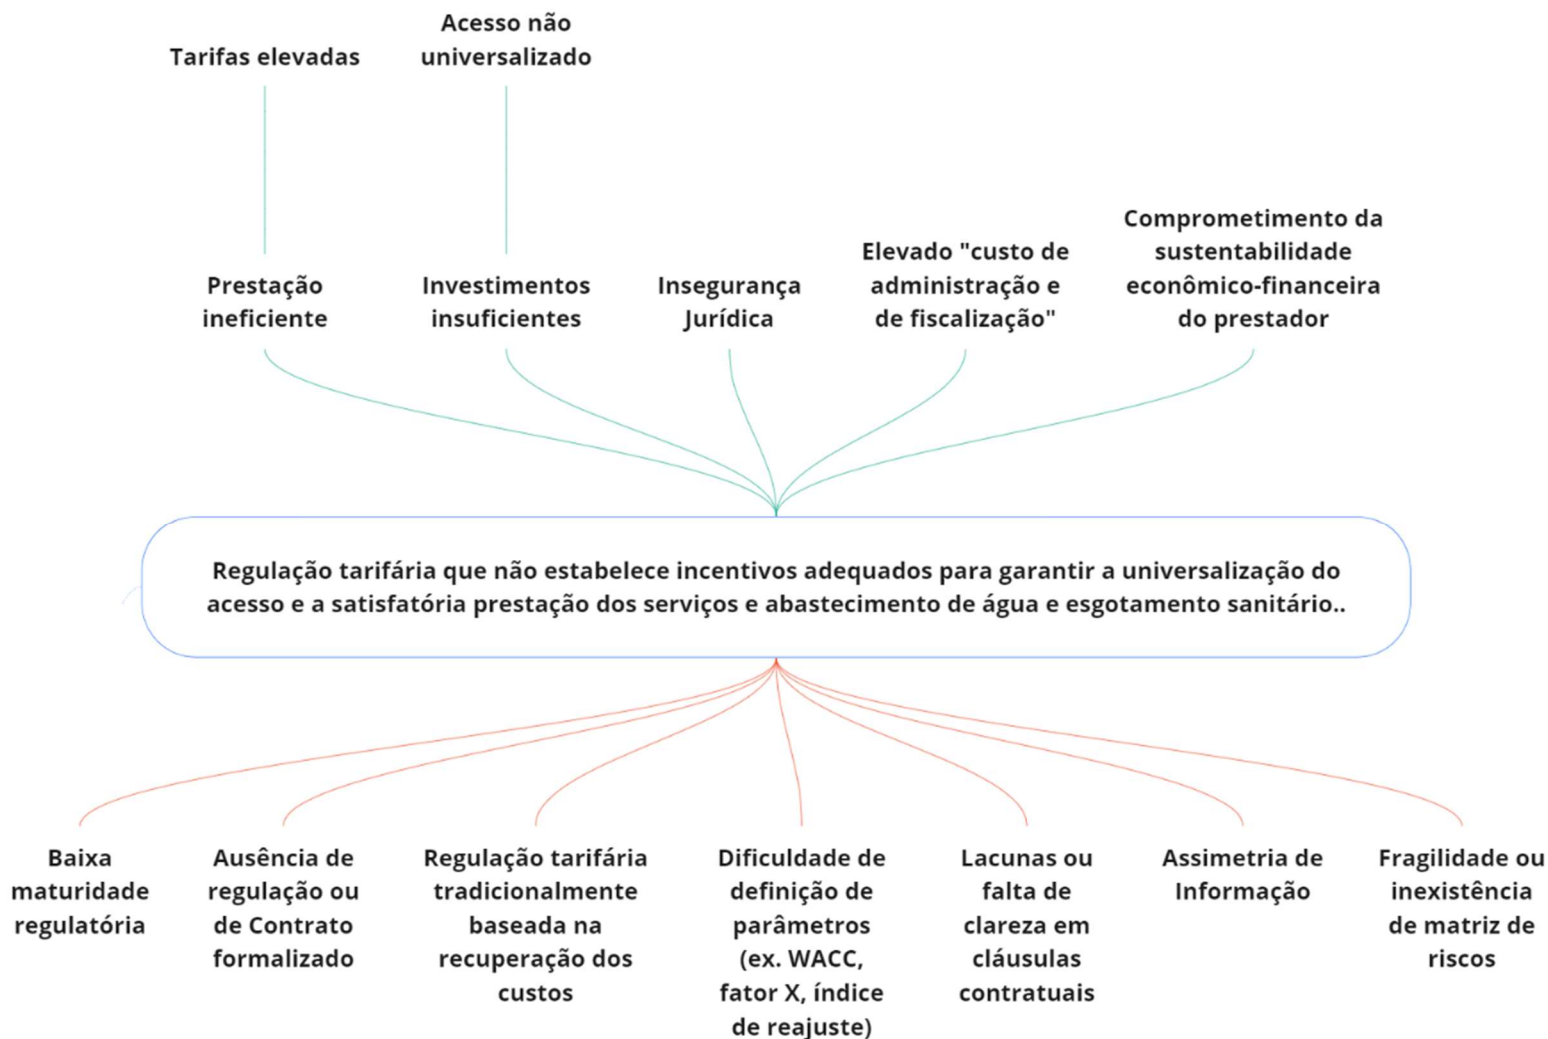 Acesso não
universalizado
Tarifas elevadas
Prestação
ineficiente
Investimentos
insuficientes
Insegurança
Jurídica
Elevado "custo de
administração e
de fiscalização"
Comprometimento da
sustentabilidade
econômico-financeira
do prestador
Regulação tarifária que não estabelece incentivos adequados para garantir a universalização do
acesso e a satisfatória prestação dos serviços e abastecimento de água e esgotamento sanitário..
Baixa
maturidade
regulatória
Ausência de
regulação ou
de Contrato
formalizado
Regulação tarifária
tradicionalmente
baseada na
recuperação dos
custos
Dificuldade de
definição de
parâmetros
(ex. WACC,
fator X, índice
de reajuste)
Lacunas ou
falta de
clareza em
cláusulas
contratuais
Assimetria de
Informação
Fragilidade ou
inexistência
de matriz de
riscos